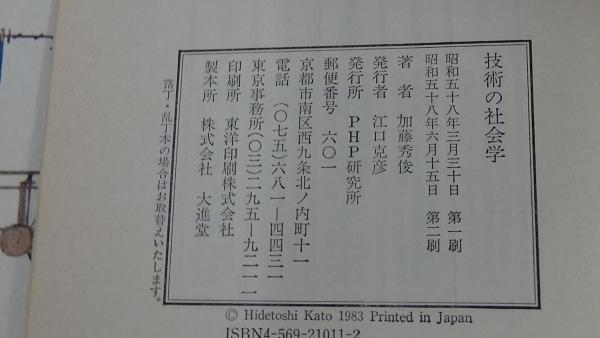 技術の社会学
昭和五十八年三月三十日 第一刷
昭和五十八年六月十五日 第二刷
著者 加藤秀俊
発行者 江口克彦
発行所 PHP研究所
郵便番号 六〇一
京都市南区西九条北ノ内町十一
電話 (〇七五)六八一―四四三一
東京事務所(〇三)二九五―九二一一
印刷所 東洋印刷株式会社
製本所 株式会社 大進堂
落丁・乱丁本の場合はお取替えいたします。
© Hidetoshi Kato 1983 Printed in Japan
ISBN4-569-21011-2